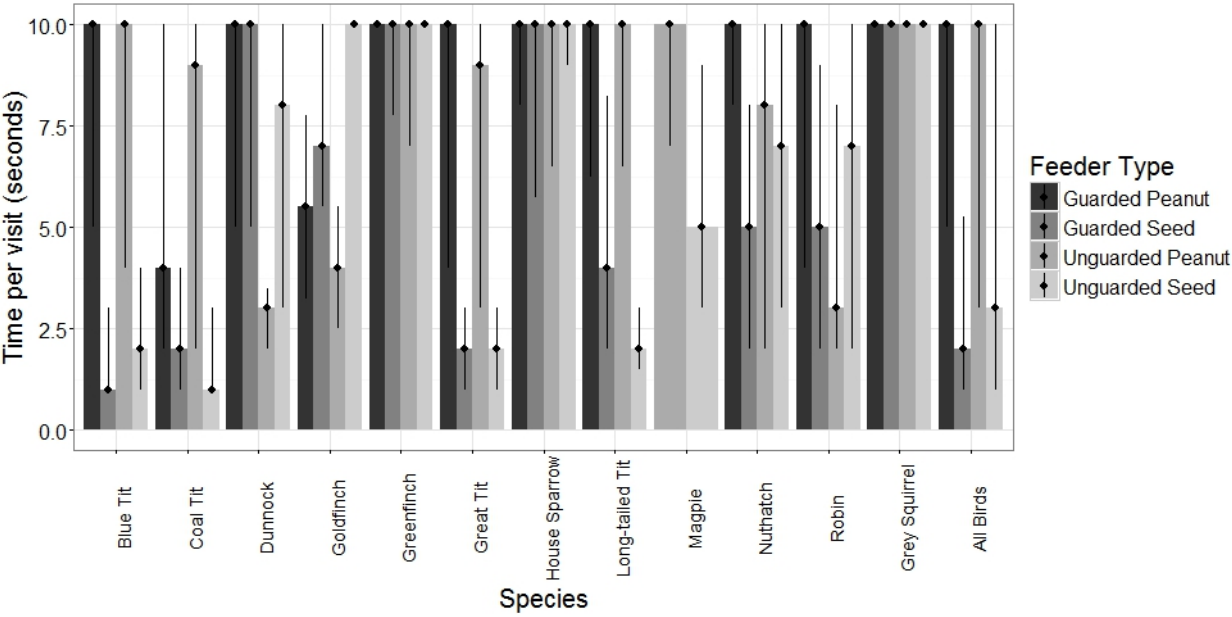 10.0
7.5
5.0
2.5
0.0
Time per visit (seconds)
Blue Tit
Coal Tit
Dunnock
Goldfinch
Greenfinch
Great Tit
House Sparrow
Long-tailed Tit
Magpie
Nuthatch
Robin
Grey Squirrel
All Birds
Species
Feeder Type
Guarded Peanut
Guarded Seed
Unguarded Peanut
Unguarded Seed